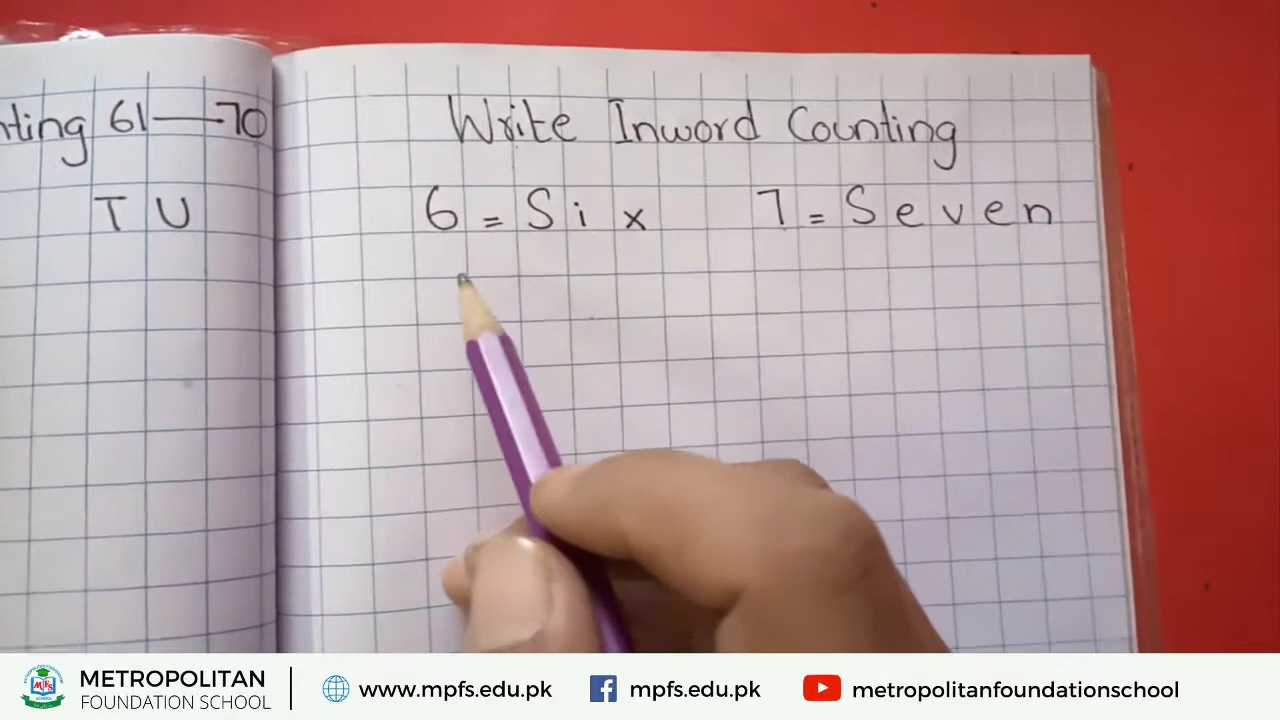 nting 61—70
T U
Write Inword Counting
6 = Six 7 = Seven
METROPOLITAN
FOUNDATION SCHOOL
www.mpfs.edu.pk
mpfs.edu.pk
metropolitanfoundationschool